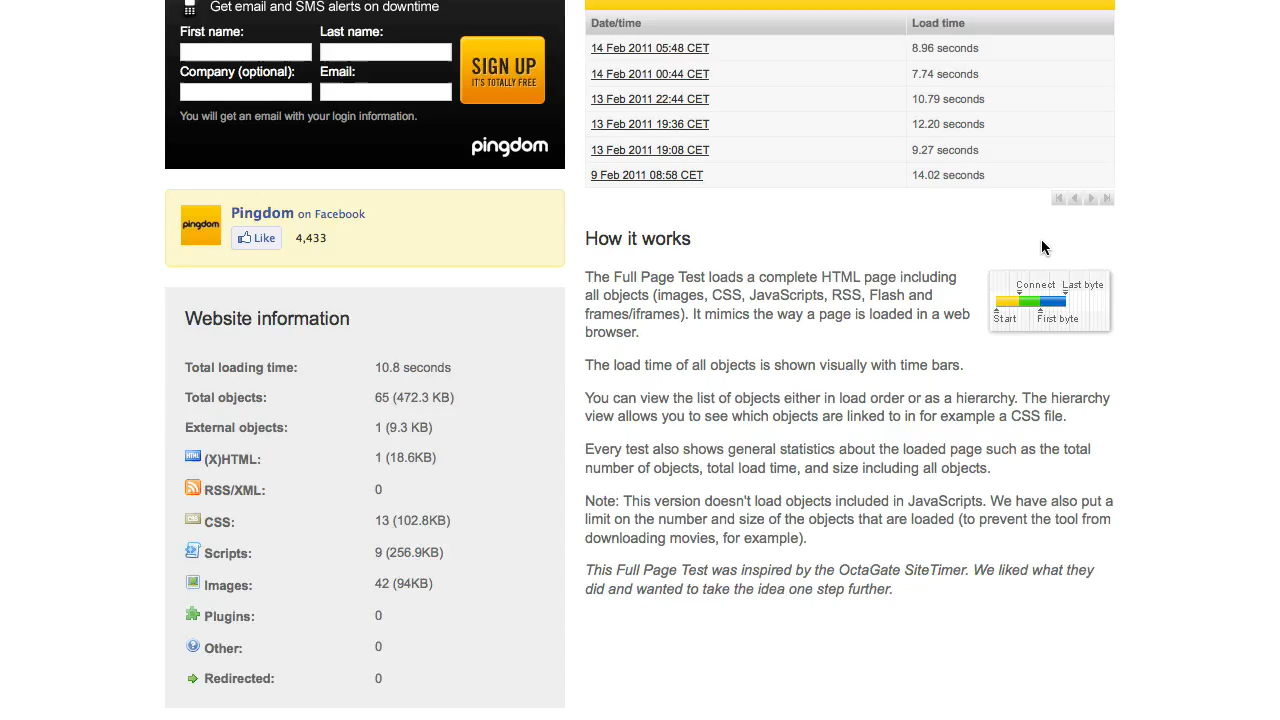 Get email and SMS alerts on downtime
First name: Last name:
SIGN UP
IT'S TOTALLY FREE
Company (optional): Email:
You will get an email with your login information.
pingdom
pingdom
Pingdom on Facebook
Like 4,433
Website information
Total loading time: 10.8 seconds
Total objects: 65 (472.3 KB)
External objects: 1 (9.3 KB)
HTML (X)HTML: 1 (18.6KB)
RSS/XML: 0
CSS: 13 (102.8KB)
Scripts: 9 (256.9KB)
Images: 42 (94KB)
Plugins: 0
Other: 0
Redirected: 0
Date/time Load time
14 Feb 2011 05:48 CET 8.96 seconds
14 Feb 2011 00:44 CET 7.74 seconds
13 Feb 2011 22:44 CET 10.79 seconds
13 Feb 2011 19:36 CET 12.20 seconds
13 Feb 2011 19:08 CET 9.27 seconds
9 Feb 2011 08:58 CET 14.02 seconds
How it works
The Full Page Test loads a complete HTML page including
all objects (images, CSS, JavaScripts, RSS, Flash and
frames/iframes). It mimics the way a page is loaded in a web
browser.
Connect Last byte
Start First byte
The load time of all objects is shown visually with time bars.
You can view the list of objects either in load order or as a hierarchy. The hierarchy
view allows you to see which objects are linked to in for example a CSS file.
Every test also shows general statistics about the loaded page such as the total
number of objects, total load time, and size including all objects.
Note: This version doesn't load objects included in JavaScripts. We have also put a
limit on the number and size of the objects that are loaded (to prevent the tool from
downloading movies, for example).
This Full Page Test was inspired by the OctaGate SiteTimer. We liked what they
did and wanted to take the idea one step further.